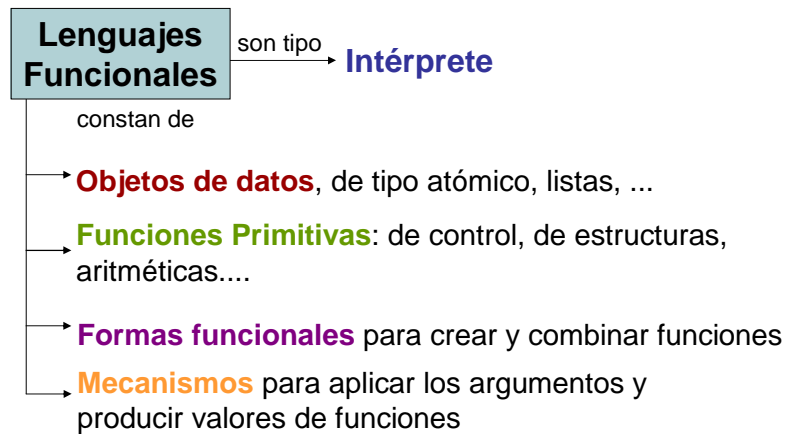 Lenguajes
Funcionales
son tipo
Intérprete
constan de
Objetos de datos, de tipo atómico, listas, ...
Funciones Primitivas: de control, de estructuras,
aritméticas....
Formas funcionales para crear y combinar funciones
Mecanismos para aplicar los argumentos y
producir valores de funciones